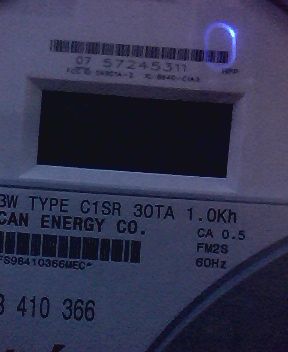 07 57245311
3W TYPE C1SR 30TA 1.0Kh
CAN ENERGY CO.
CA 0.5
FM2S
60Hz
FS98410366MEC*
8 410 366